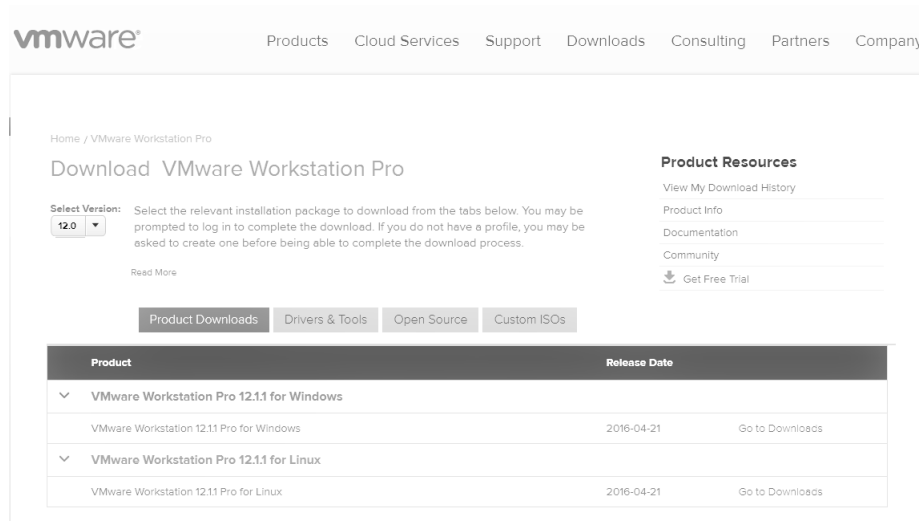 vmware®
Products Cloud Services Support Downloads Consulting Partners Company
Home / VMware Workstation Pro
Download VMware Workstation Pro
Select Version:
12.0
Select the relevant installation package to download from the tabs below. You may be
prompted to log in to complete the download. If you do not have a profile, you may be
asked to create one before being able to complete the download process.
Read More
Product Resources
View My Download History
Product Info
Documentation
Community
Get Free Trial
Product Downloads Drivers & Tools Open Source Custom ISOs
Product Release Date
VMware Workstation Pro 12.1.1 for Windows
VMware Workstation 12.1.1 Pro for Windows 2016-04-21 Go to Downloads
VMware Workstation Pro 12.1.1 for Linux
VMware Workstation 12.1.1 Pro for Linux 2016-04-21 Go to Downloads